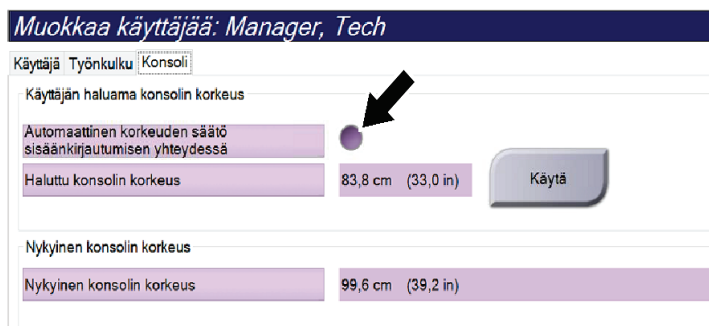 Muokkaa käyttäjää: Manager, Tech
Käyttäjä Työnkulku Konsoli
Käyttäjän haluama konsolin korkeus
Automaattinen korkeuden säätö
sisäänkirjautumisen yhteydessä
Haluttu konsolin korkeus 83,8 cm (33,0 in) Käytä
Nykyinen konsolin korkeus
Nykyinen konsolin korkeus 99,6 cm (39,2 in)